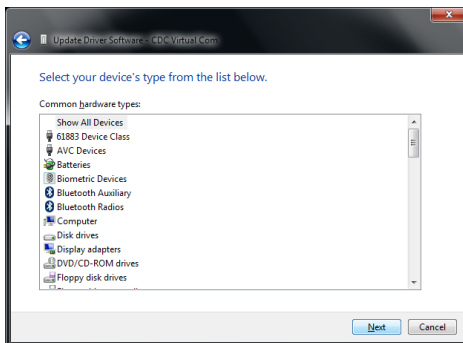 Update Driver Software - CDC Virtual Com
Select your device's type from the list below.
Common hardware types:
Show All Devices
61883 Device Class
AVC Devices
Batteries
Biometric Devices
Bluetooth Auxiliary
Bluetooth Radios
Computer
Disk drives
Display adapters
DVD/CD-ROM drives
Floppy disk drives
Next
Cancel